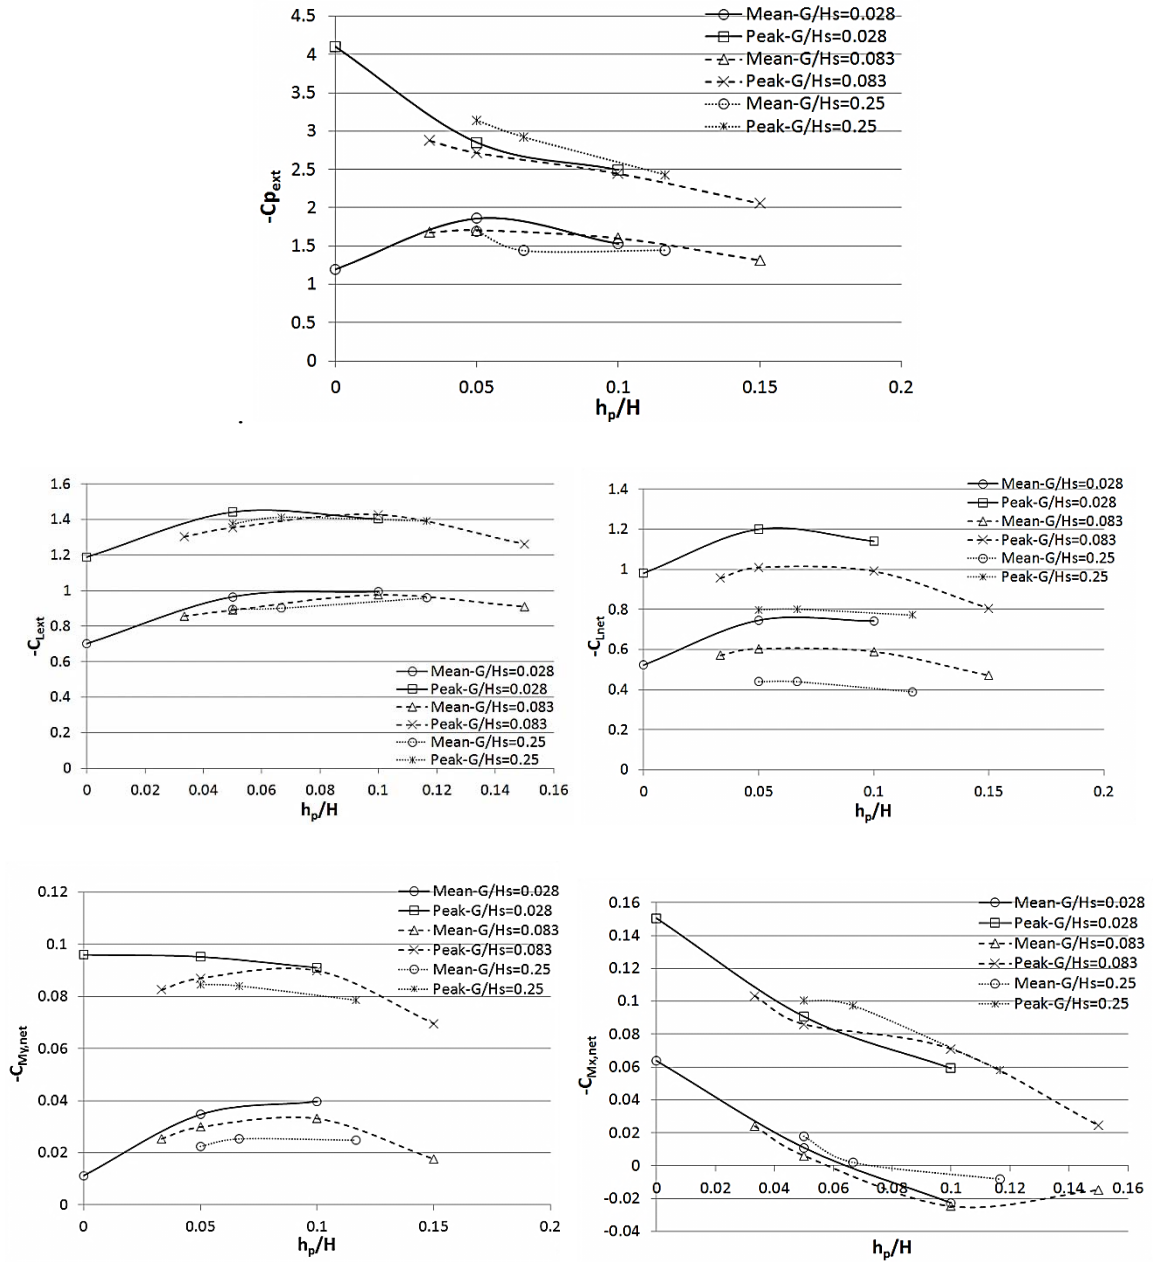 4.5
4
3.5
3
2.5
2
1.5
1
0.5
0
-Cp_ext
0 0.05 0.1 0.15 0.2
h_p/H
Mean-G/Hs=0.028
Peak-G/Hs=0.028
Mean-G/Hs=0.083
Peak-G/Hs=0.083
Mean-G/Hs=0.25
Peak-G/Hs=0.25
1.6
1.4
1.2
1
0.8
0.6
0.4
0.2
0
-C_Lext
0 0.02 0.04 0.06 0.08 0.1 0.12 0.14 0.16
h_p/H
Mean-G/Hs=0.028
Peak-G/Hs=0.028
Mean-G/Hs=0.083
Peak-G/Hs=0.083
Mean-G/Hs=0.25
Peak-G/Hs=0.25
1.4
1.2
1
0.8
0.6
0.4
0.2
0
-C_Lnet
0 0.05 0.1 0.15 0.2
h_p/H
Mean-G/Hs=0.028
Peak-G/Hs=0.028
Mean-G/Hs=0.083
Peak-G/Hs=0.083
Mean-G/Hs=0.25
Peak-G/Hs=0.25
0.12
0.1
0.08
0.06
0.04
0.02
0
-C_My,net
0 0.05 0.1 0.15 0.2
h_p/H
Mean-G/Hs=0.028
Peak-G/Hs=0.028
Mean-G/Hs=0.083
Peak-G/Hs=0.083
Mean-G/Hs=0.25
Peak-G/Hs=0.25
0.16
0.14
0.12
0.1
0.08
0.06
0.04
0.02
0
-0.02
-0.04
-C_Mx,net
0 0.02 0.04 0.06 0.08 0.1 0.12 0.14 0.16
h_p/H
Mean-G/Hs=0.028
Peak-G/Hs=0.028
Mean-G/Hs=0.083
Peak-G/Hs=0.083
Mean-G/Hs=0.25
Peak-G/Hs=0.25